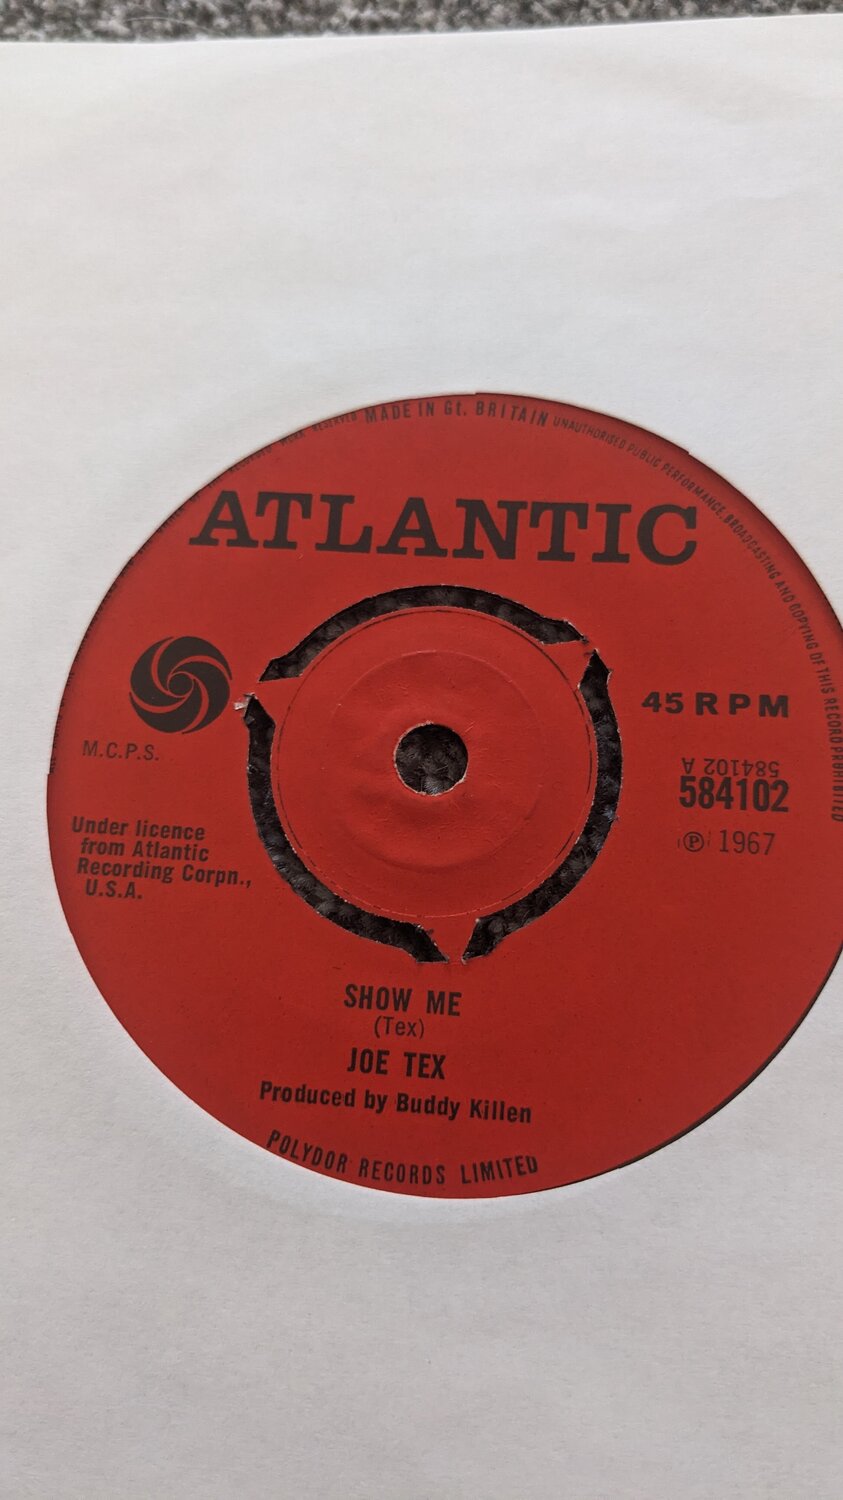 WORK RESERVED MADE IN Gt. BRITAIN UNAUTHORISED PUBLIC PERFORMANCE, BROADCASTING AND COPYING OF THIS RECORD PROHIBITED
ATLANTIC
M.C.P.S.
Under licence
from Atlantic
Recording Corpn.,
U.S.A.
45 RPM
584102 A
584102
Ⓟ 1967
SHOW ME
(Tex)
JOE TEX
Produced by Buddy Killen
POLYDOR RECORDS LIMITED